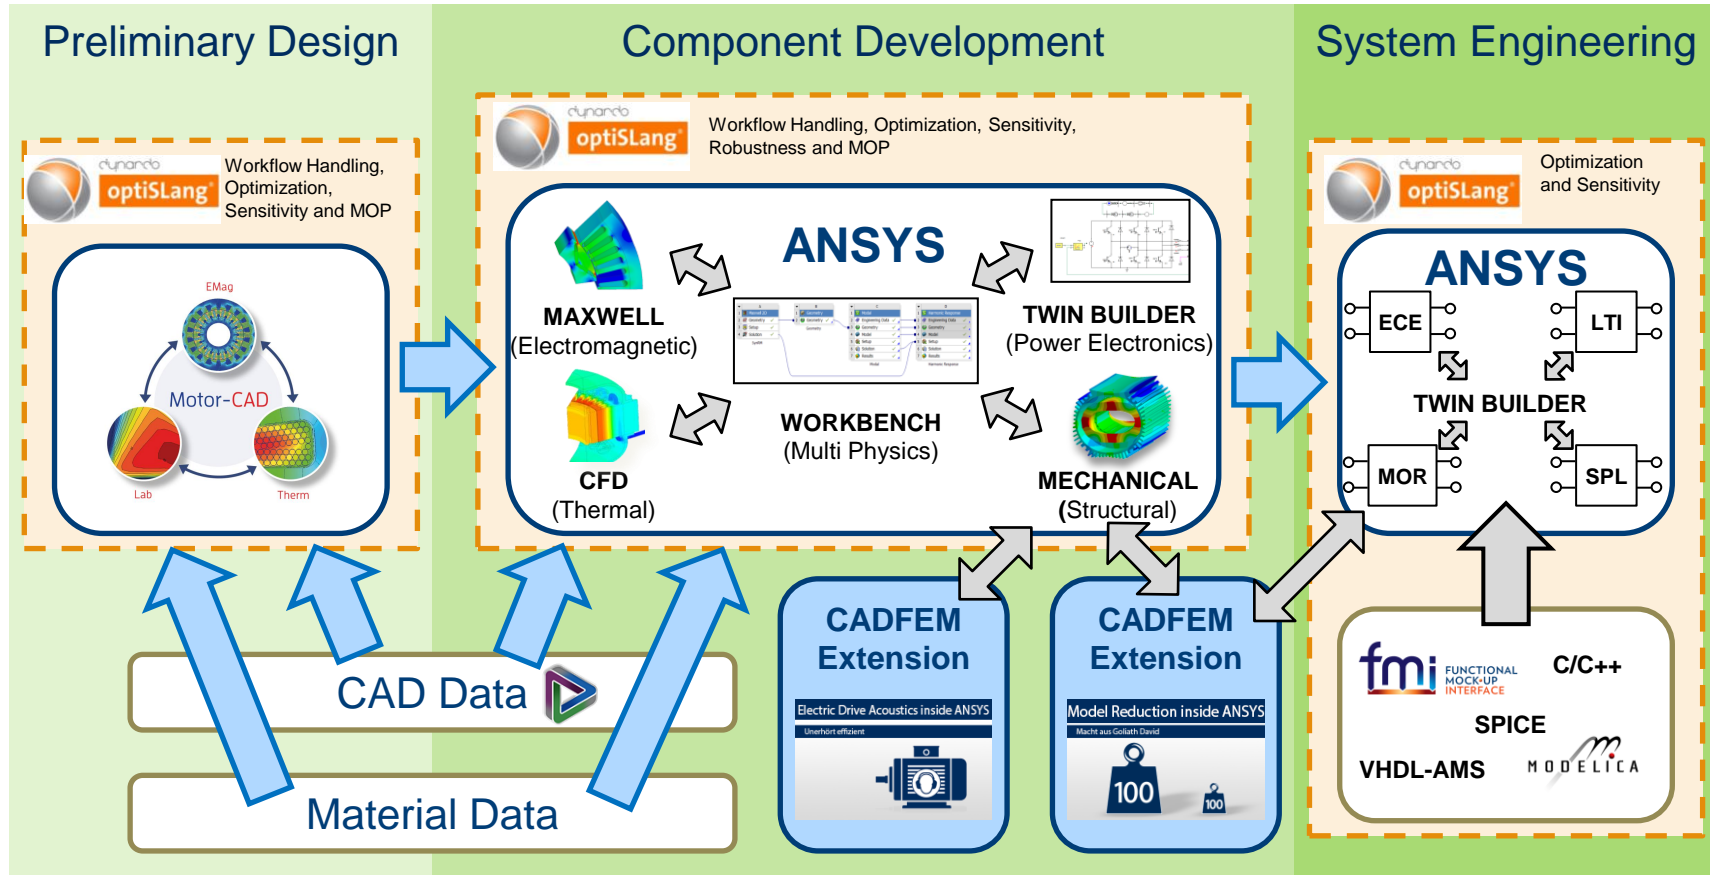 Preliminary Design
Component Development
System Engineering
dynardo
optiSLang
Workflow Handling,
Optimization,
Sensitivity and MOP
EMag
Motor-CAD
Lab
Therm
dynardo
optiSLang
Workflow Handling, Optimization, Sensitivity,
Robustness and MOP
ANSYS
MAXWELL
(Electromagnetic)
TWIN BUILDER
(Power Electronics)
WORKBENCH
(Multi Physics)
CFD
(Thermal)
MECHANICAL
(Structural)
dynardo
optiSLang
Optimization
and Sensitivity
ANSYS
ECE
LTI
TWIN BUILDER
MOR
SPL
CAD Data
Material Data
CADFEM
Extension
Electric Drive Acoustics inside ANSYS
Unerhört effizient
CADFEM
Extension
Model Reduction inside ANSYS
Macht aus Goliath David
100
100
fmi FUNCTIONAL
MOCK-UP
INTERFACE
C/C++
SPICE
VHDL-AMS
MODELICA